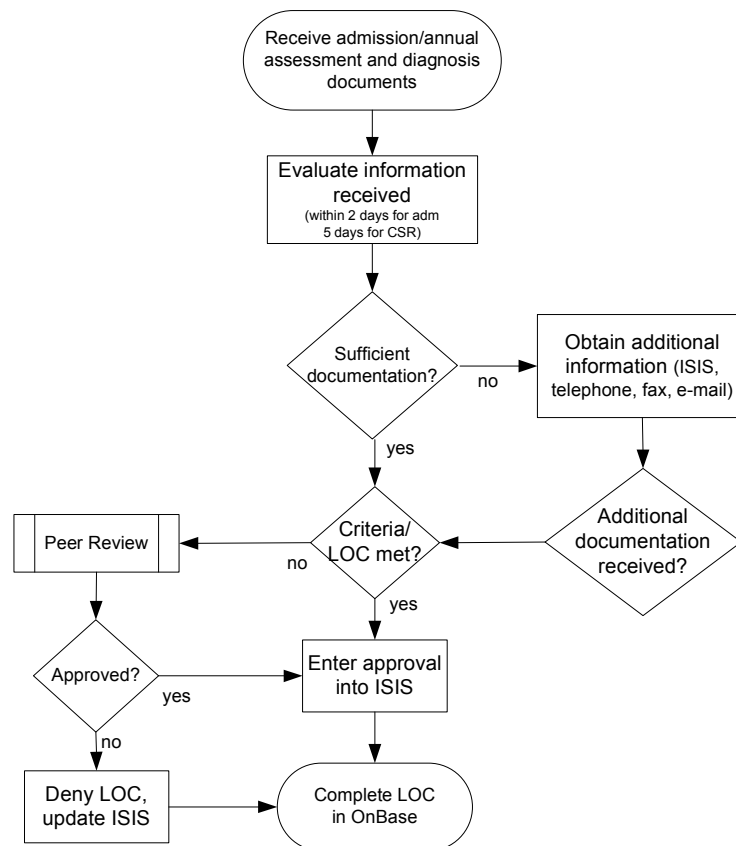 Receive admission/annual
assessment and diagnosis
documents
Evaluate information
received
(within 2 days for adm
5 days for CSR)
Sufficient
documentation?
no
Obtain additional
information (ISIS,
telephone, fax, e-mail)
yes
Additional
documentation
received?
Criteria/
LOC met?
no
Peer Review
yes
Approved?
yes
Enter approval
into ISIS
no
Deny LOC,
update ISIS
Complete LOC
in OnBase